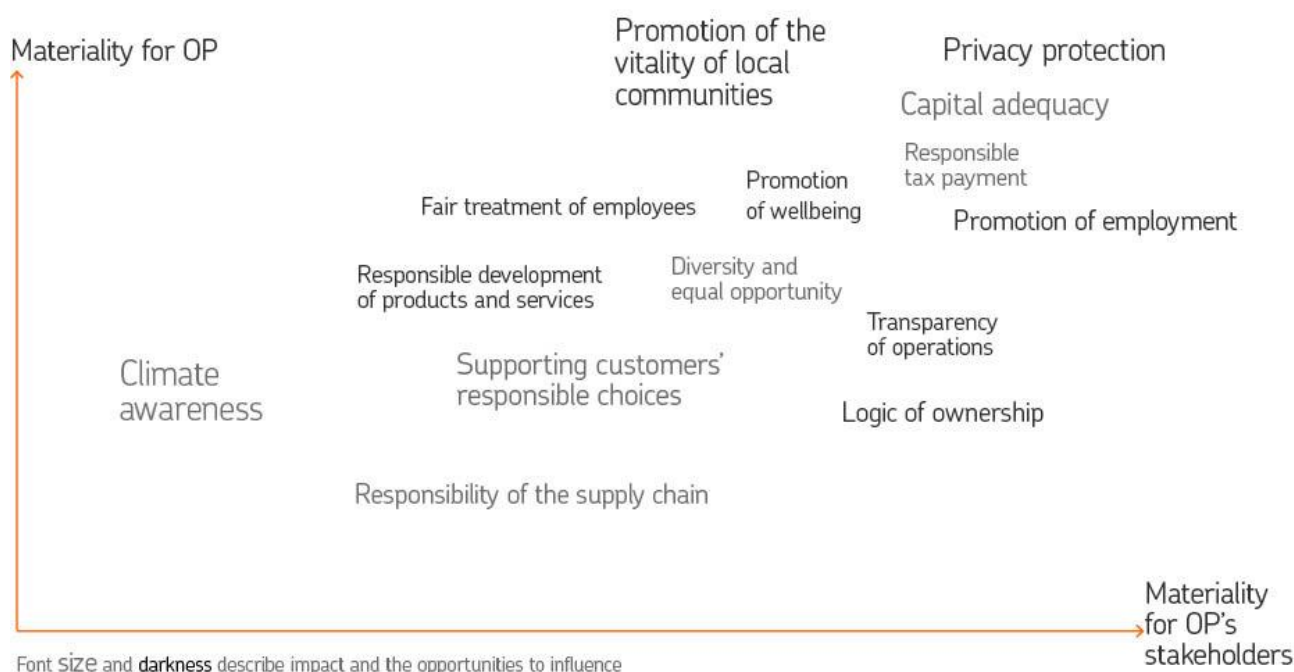 Materiality for OP
Promotion of the
vitality of local
communities
Privacy protection
Capital adequacy
Responsible
tax payment
Promotion
of wellbeing
Fair treatment of employees
Promotion of employment
Responsible development
of products and services
Diversity and
equal opportunity
Transparency
of operations
Climate
awareness
Supporting customers’
responsible choices
Logic of ownership
Responsibility of the supply chain
Materiality
for OP’s
stakeholders
Font size and darkness describe impact and the opportunities to influence